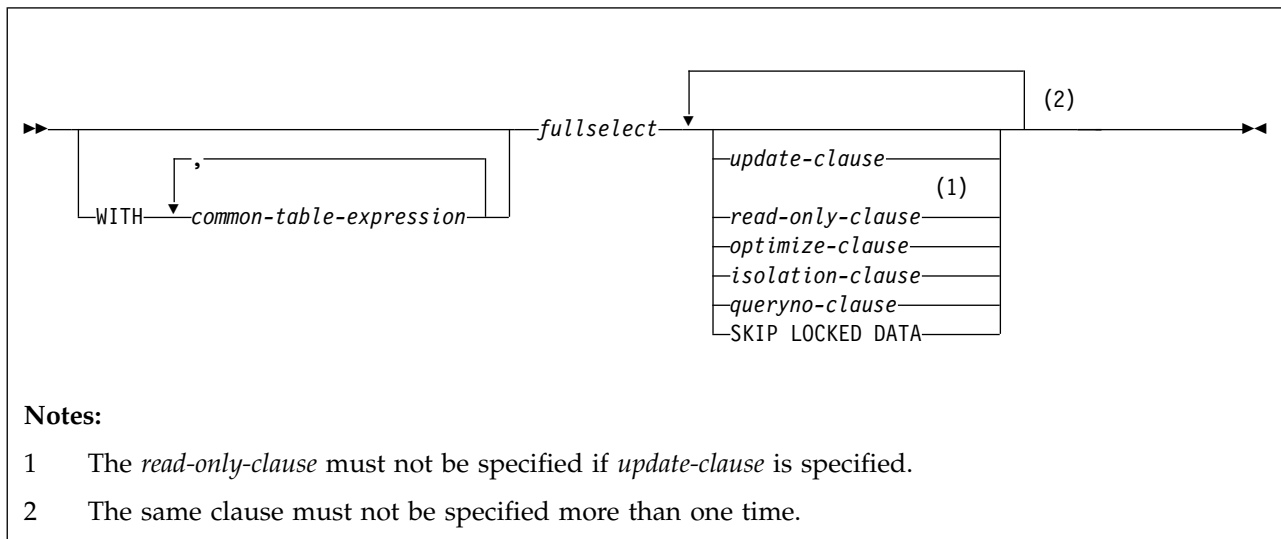 (2)
fullselect
,
update-clause
(1)
WITH common-table-expression
read-only-clause
optimize-clause
isolation-clause
queryno-clause
SKIP LOCKED DATA
Notes:
1 The read-only-clause must not be specified if update-clause is specified.
2 The same clause must not be specified more than one time.